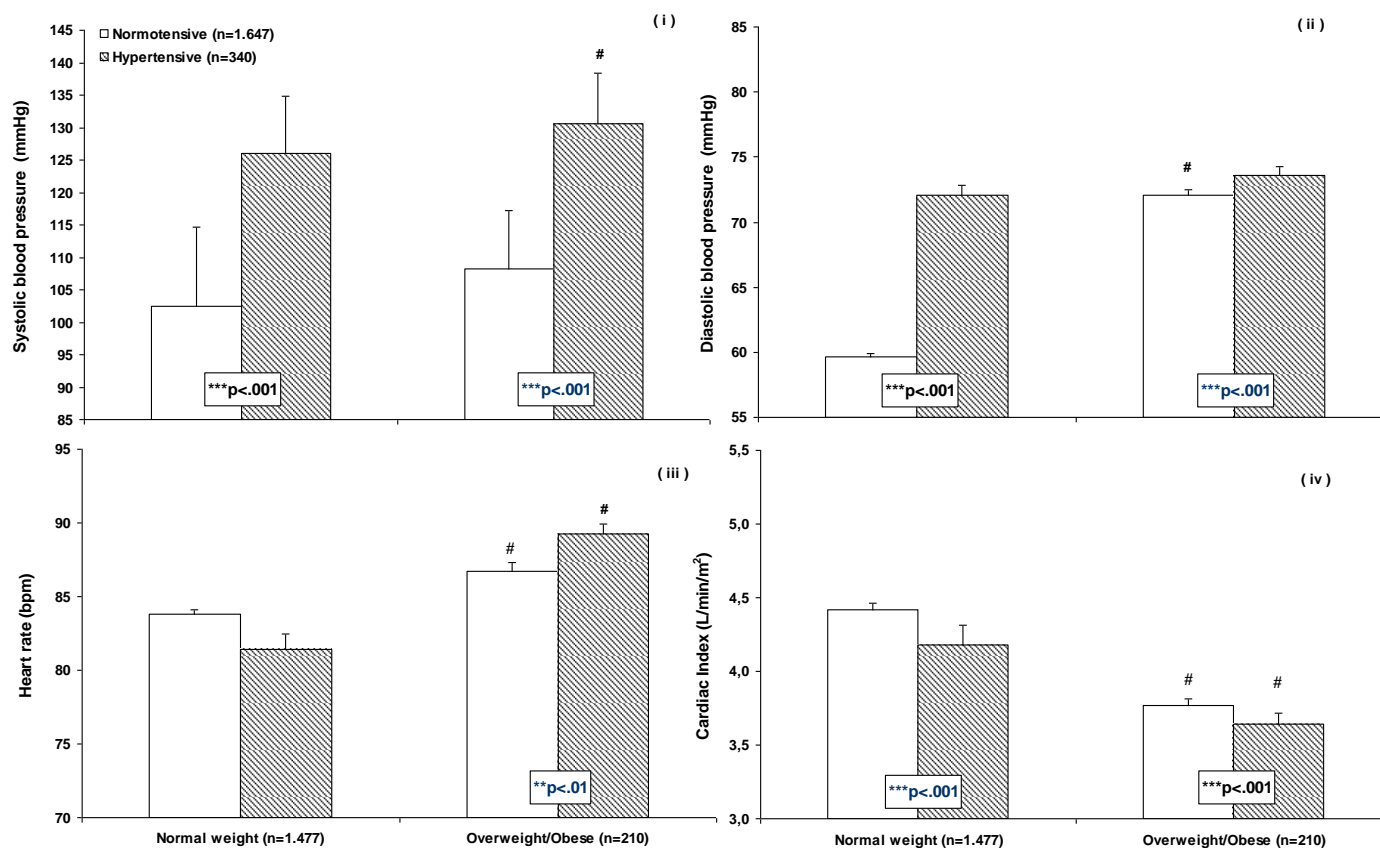 ( i )
Normotensive (n=1.647)
Hypertensive (n=340)
Systolic blood pressure (mmHg)
145
140
135
130
125
120
115
110
105
100
95
90
85
#
***p<.001
***p<.001
( ii )
Diastolic blood pressure (mmHg)
85
80
75
70
65
60
55
#
***p<.001
***p<.001
( iii )
Heart rate (bpm)
95
90
85
80
75
70
#
#
**p<.01
Normal weight (n=1.477)
Overweight/Obese (n=210)
( iv )
Cardiac Index (L/min/m²)
5,5
5,0
4,5
4,0
3,5
3,0
#
#
***p<.001
***p<.001
Normal weight (n=1.477)
Overweight/Obese (n=210)